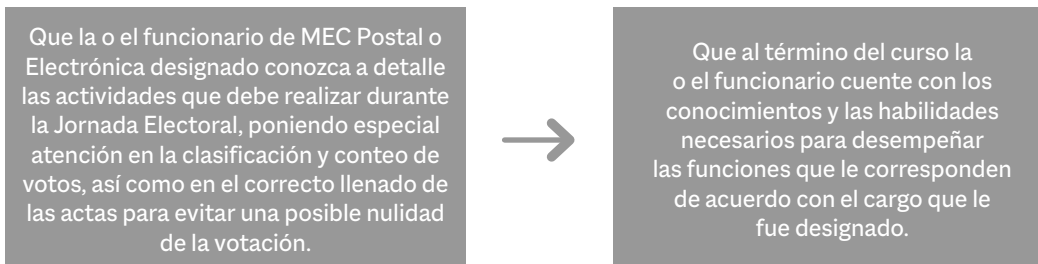 Que la o el funcionario de MEC Postal o
Electrónica designado conozca a detalle
las actividades que debe realizar durante
la Jornada Electoral, poniendo especial
atención en la clasificación y conteo de
votos, así como en el correcto llenado de
las actas para evitar una posible nulidad
de la votación.
Que al término del curso la
o el funcionario cuente con los
conocimientos y las habilidades
necesarios para desempeñar
las funciones que le corresponden
de acuerdo con el cargo que le
fue designado.